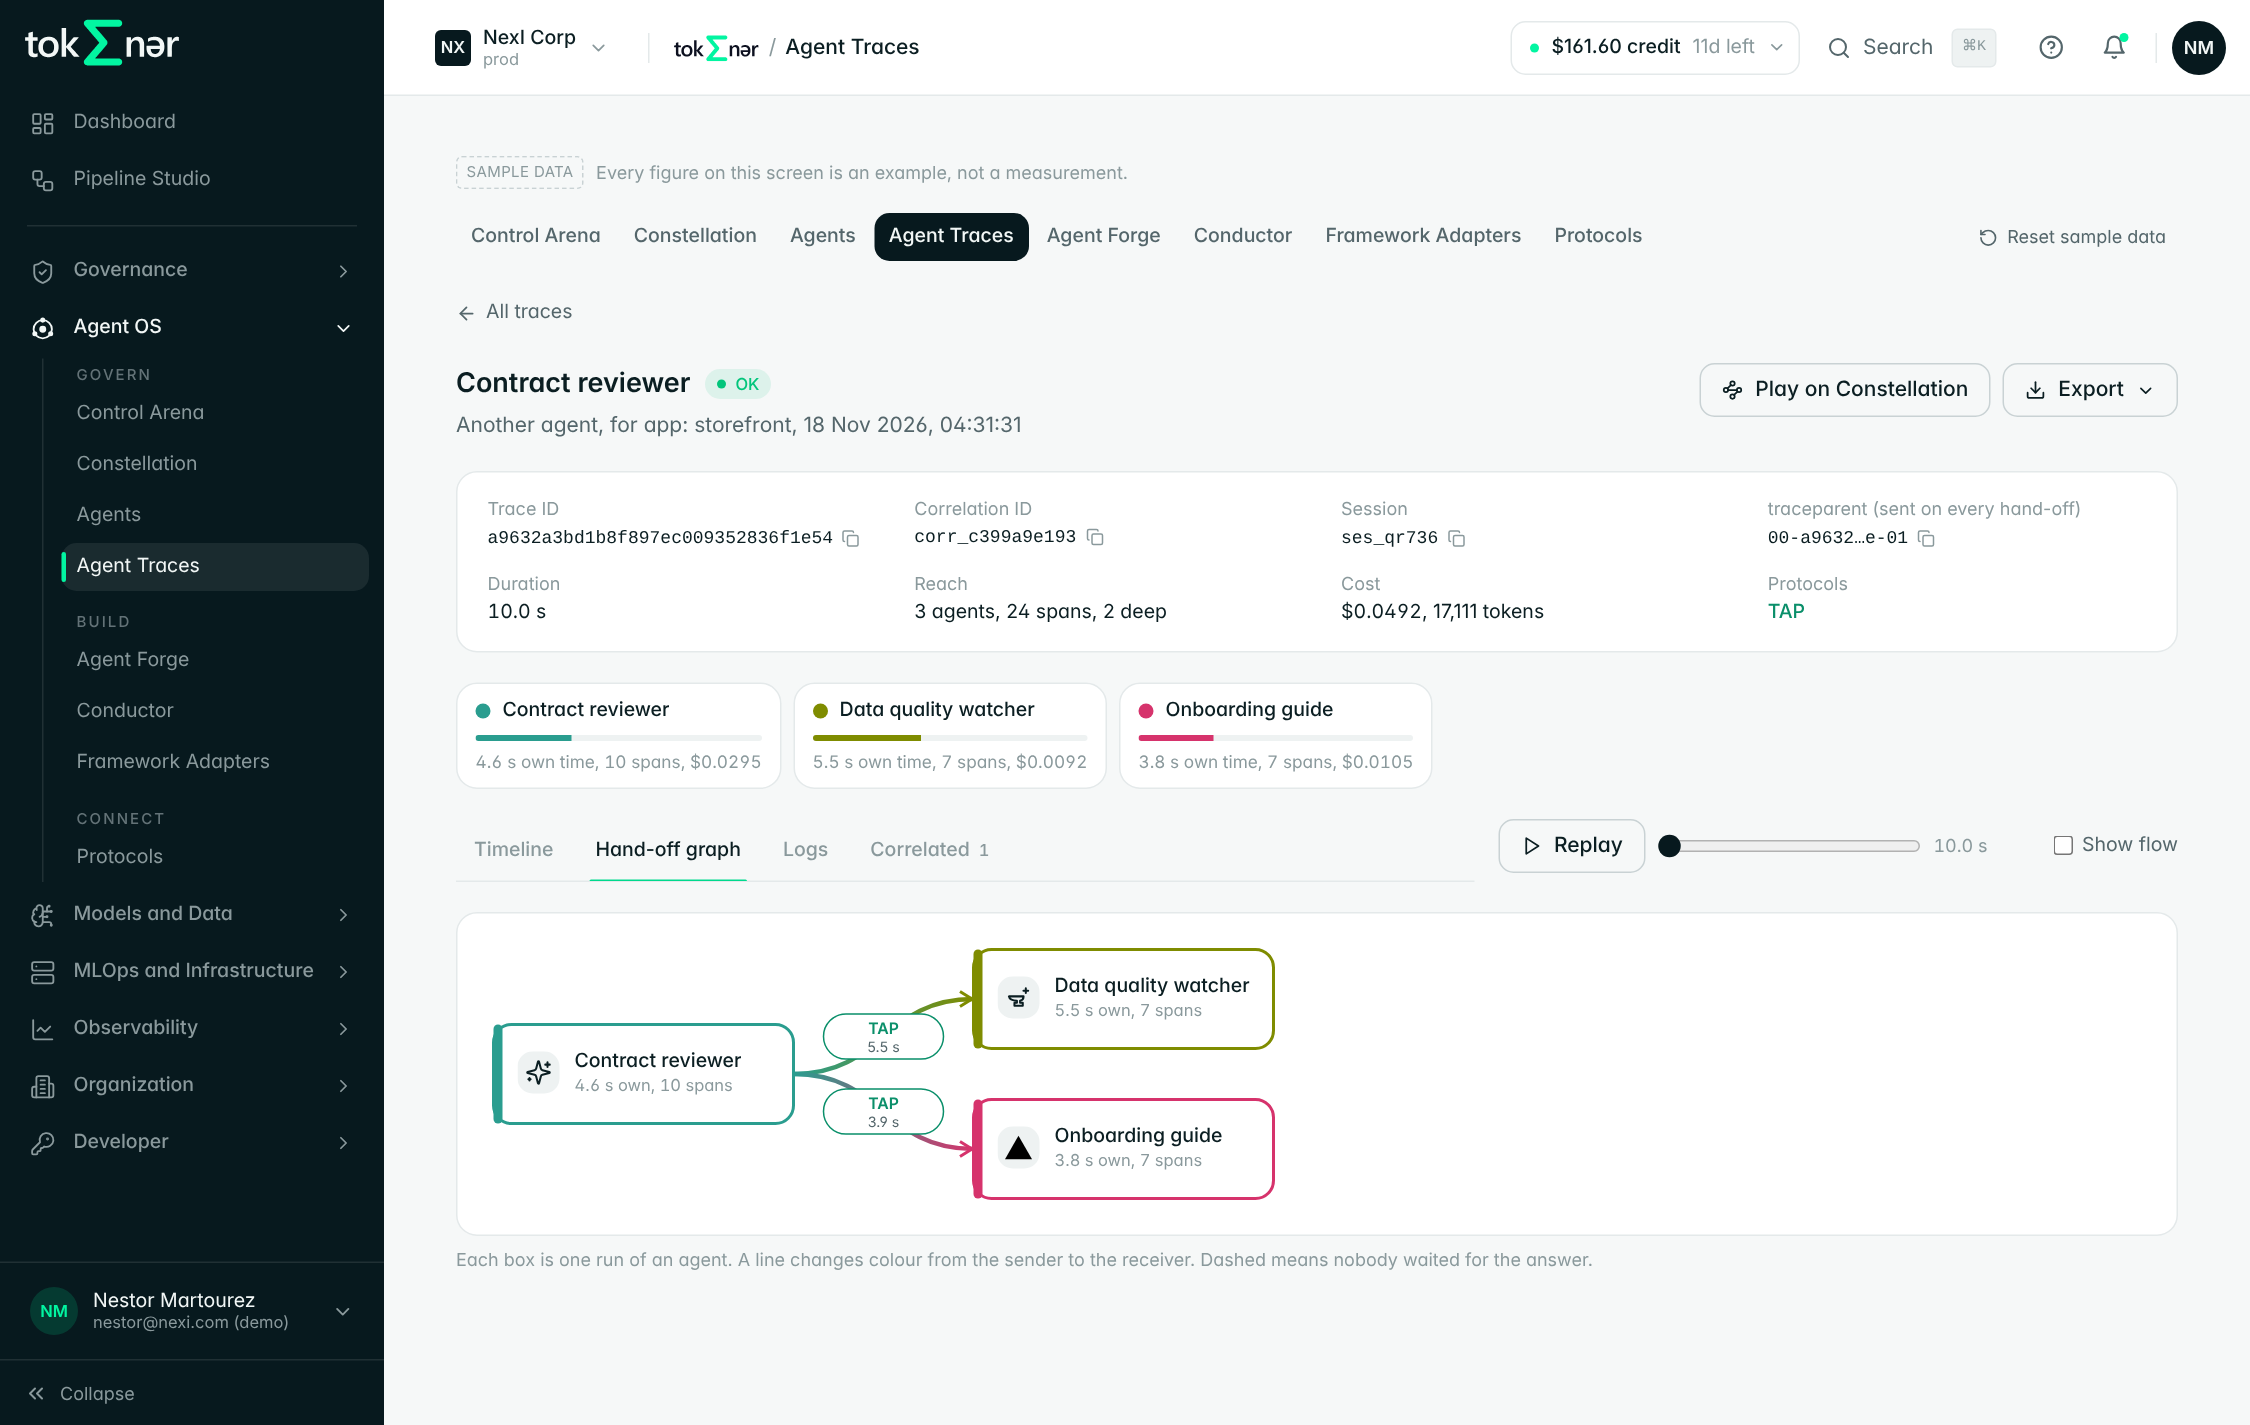 tokΣnər
Dashboard
Pipeline Studio
Governance
Agent OS
GOVERN
Control Arena
Constellation
Agents
Agent Traces
BUILD
Agent Forge
Conductor
Framework Adapters
CONNECT
Protocols
Models and Data
MLOps and Infrastructure
Observability
Organization
Developer
NM
Nestor Martourez
nestor@nexi.com (demo)
Collapse
NX
Nexl Corp
prod
tokΣnər / Agent Traces
$161.60 credit 11d left
Search ⌘K
NM
SAMPLE DATA Every figure on this screen is an example, not a measurement.
Control Arena Constellation Agents Agent Traces Agent Forge Conductor Framework Adapters Protocols
Reset sample data
All traces
Contract reviewer OK
Another agent, for app: storefront, 18 Nov 2026, 04:31:31
Play on Constellation
Export
Trace ID
a9632a3bd1b8f897ec009352836f1e54
Correlation ID
corr_c399a9e193
Session
ses_qr736
traceparent (sent on every hand-off)
00-a9632…e-01
Duration
10.0 s
Reach
3 agents, 24 spans, 2 deep
Cost
$0.0492, 17,111 tokens
Protocols
TAP
Contract reviewer
4.6 s own time, 10 spans, $0.0295
Data quality watcher
5.5 s own time, 7 spans, $0.0092
Onboarding guide
3.8 s own time, 7 spans, $0.0105
Timeline Hand-off graph Logs Correlated 1
Replay
10.0 s
Show flow
Contract reviewer
4.6 s own, 10 spans
TAP
5.5 s
TAP
3.9 s
Data quality watcher
5.5 s own, 7 spans
Onboarding guide
3.8 s own, 7 spans
Each box is one run of an agent. A line changes colour from the sender to the receiver. Dashed means nobody waited for the answer.